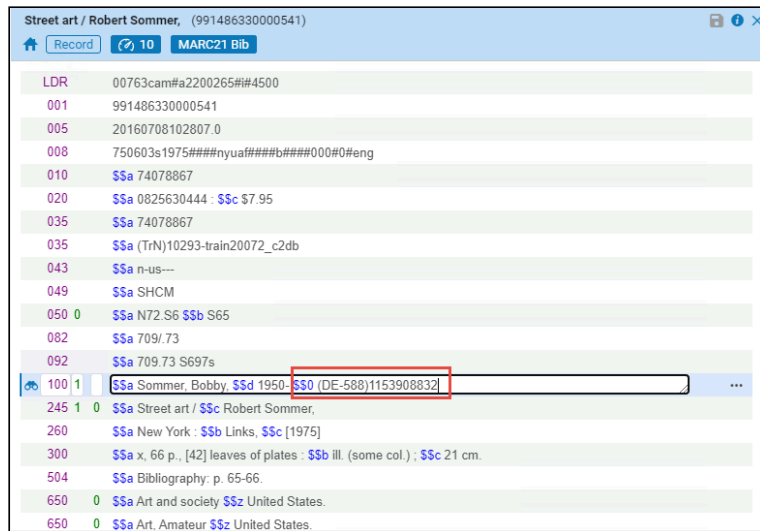 Street art / Robert Sommer, (991486330000541)
Record 10 MARC21 Bib
LDR 00763cam#a2200265#i#4500
001 991486330000541
005 20160708102807.0
008 750603s1975####nyuaf####b####000#0#eng
010 $$a 74078867
020 $$a 0825630444 : $$c $7.95
035 $$a 74078867
035 $$a (TrN)10293-train20072_c2db
043 $$a n-us---
049 $$a SHCM
050 0 $$a N72.S6 $$b S65
082 $$a 709/.73
092 $$a 709.73 S697s
100 1 $$a Sommer, Bobby, $$d 1950- $$0 (DE-588)1153908832
245 1 0 $$a Street art / $$c Robert Sommer,
260 $$a New York : $$b Links, $$c [1975]
300 $$a x, 66 p., [42] leaves of plates : $$b ill. (some col.) ; $$c 21 cm.
504 $$a Bibliography: p. 65-66.
650 0 $$a Art and society $$z United States.
650 0 $$a Art, Amateur $$z United States.